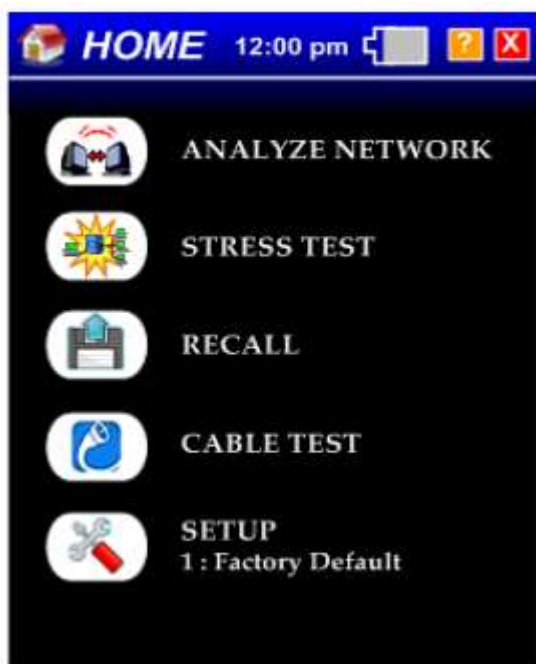 HOME 12:00 pm ? X
ANALYZE NETWORK
STRESS TEST
RECALL
CABLE TEST
SETUP
1 : Factory Default